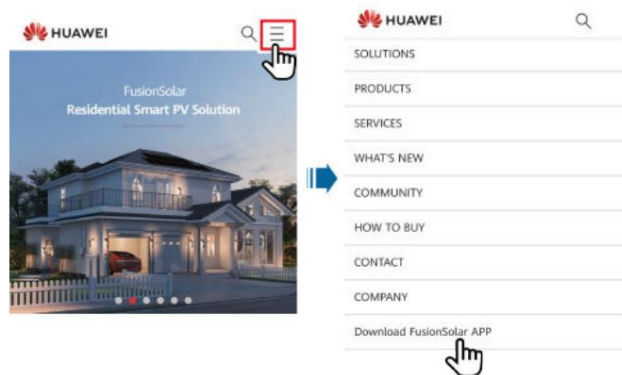 HUAWEI
FusionSolar
Residential Smart PV Solution
HUAWEI
SOLUTIONS
PRODUCTS
SERVICES
WHAT'S NEW
COMMUNITY
HOW TO BUY
CONTACT
COMPANY
Download FusionSolar APP